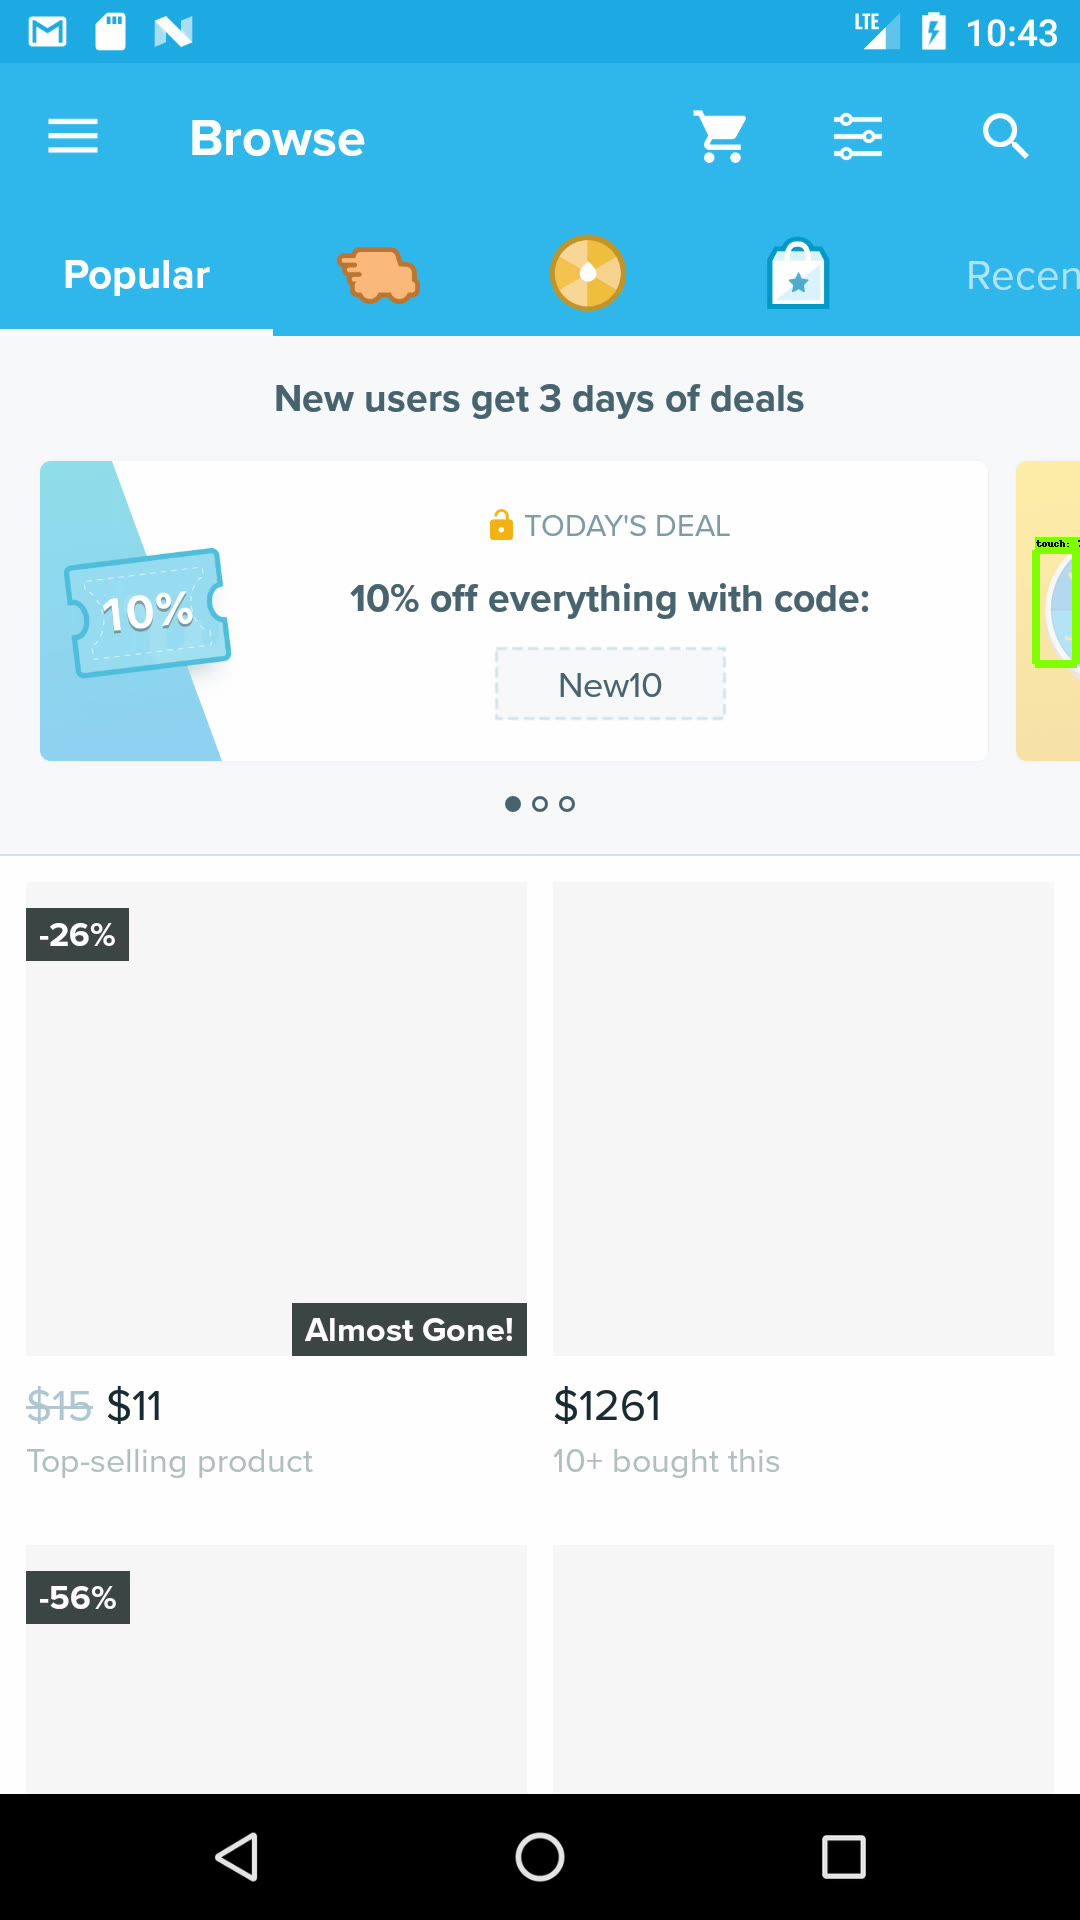 LTE 10:43
Browse
Popular
Recen
New users get 3 days of deals
TODAY'S DEAL
10% off everything with code:
10%
New10
touch:
-26%
Almost Gone!
$15 $11
$1261
Top-selling product
10+ bought this
-56%